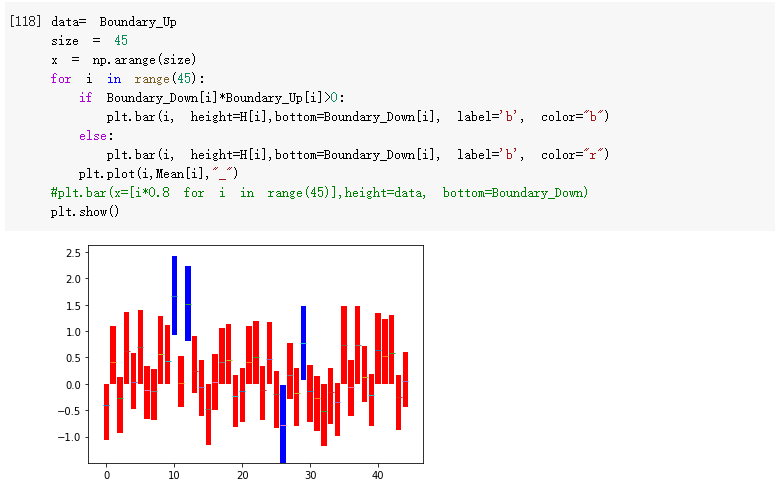 [118] data=  Boundary_Up
size  =  45
x  =  np.arange(size)
for  i  in  range(45):
    if  Boundary_Down[i]*Boundary_Up[i]>0:
        plt.bar(i,  height=H[i],bottom=Boundary_Down[i],  label='b',  color="b")
    else:
        plt.bar(i,  height=H[i],bottom=Boundary_Down[i],  label='b',  color="r")
    plt.plot(i,Mean[i],"_")
#plt.bar(x=[i*0.8  for  i  in  range(45)],height=data,  bottom=Boundary_Down)
plt.show()
2.5
2.0
1.5
1.0
0.5
0.0
−0.5
−1.0
0 10 20 30 40